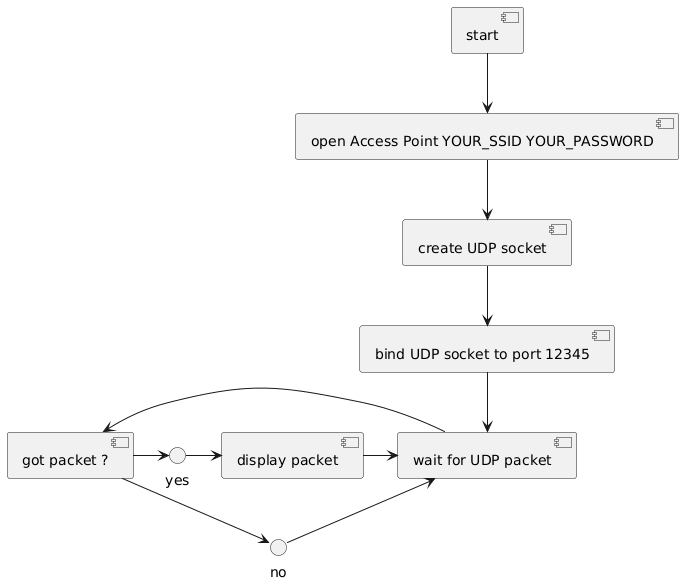 start
open Access Point YOUR_SSID YOUR_PASSWORD
create UDP socket
bind UDP socket to port 12345
got packet ?
yes
display packet
wait for UDP packet
no